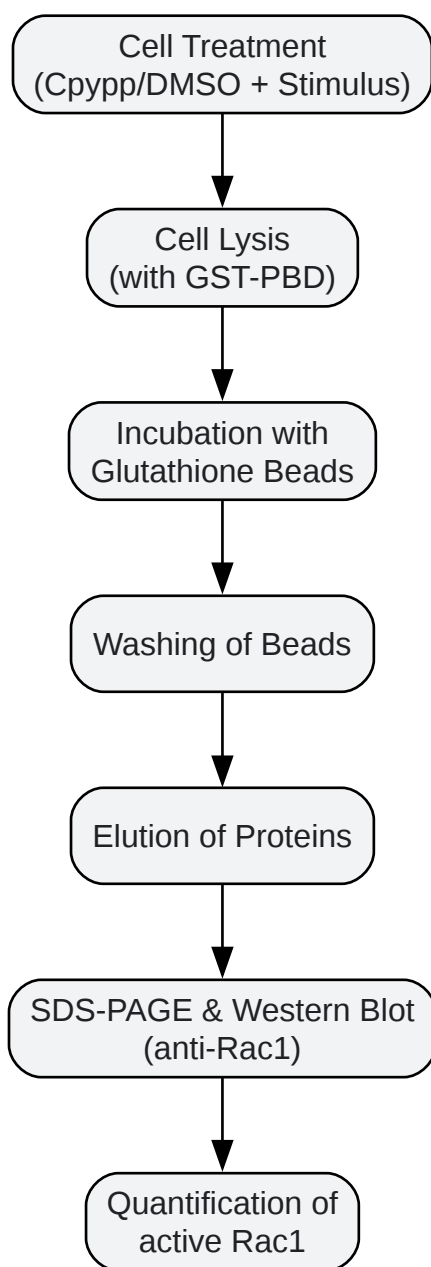 Cell Treatment
(Cpypp/DMSO + Stimulus)
Cell Lysis
(with GST-PBD)
Incubation with
Glutathione Beads
Washing of Beads
Elution of Proteins
SDS-PAGE & Western Blot
(anti-Rac1)
Quantification of
active Rac1